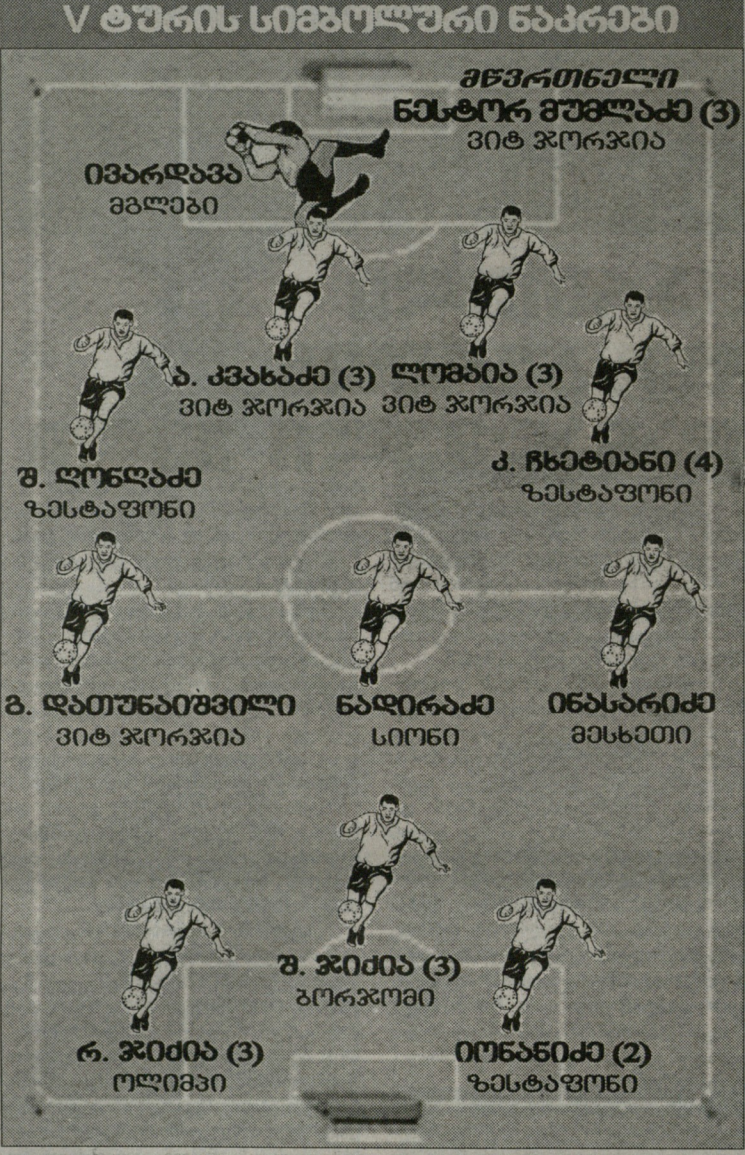 V ტურის სიმბოლური ნაკრები
მწვრთნელი
ნესტორ მუმლაძე (3)
ვიტ ჯორჯია
ივარდავა
მგლები
ა. კვახაძე (3)
ვიტ ჯორჯია
ლომაია (3)
ვიტ ჯორჯია
შ. ღონღაძე
ზესტაფონი
კ. ჩხეტიანი (4)
ზესტაფონი
გ. დათუნაიშვილი
ვიტ ჯორჯია
ნადირაძე
სიონი
ინასარიძე
მესხეთი
შ. ჯიქია (3)
ბორჯომი
რ. ჯიქია (3)
ოლიმპი
იონანიძე (2)
ზესტაფონი